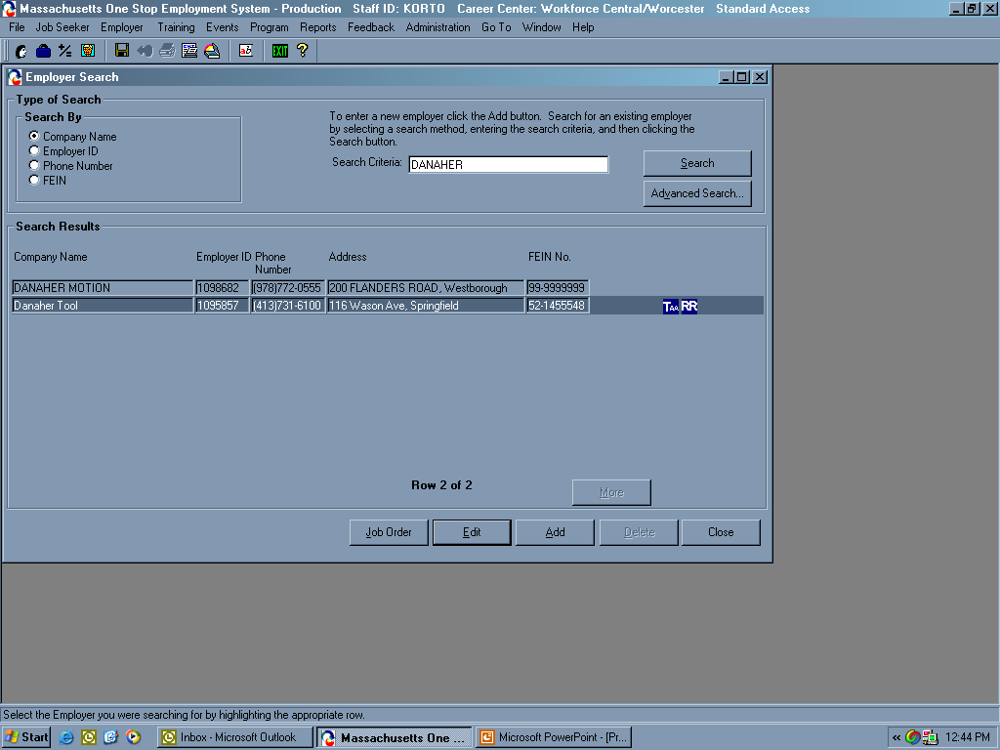 Massachusetts One Stop Employment System - Production Staff ID: KORTO Career Center: Workforce Central/Worcester Standard Access
File Job Seeker Employer Training Events Program Reports Feedback Administration Go To Window Help
EXIT ?
Employer Search
Type of Search
Search By
Company Name
Employer ID
Phone Number
FEIN
To enter a new employer click the Add button. Search for an existing employer
by selecting a search method, entering the search criteria, and then clicking the
Search button.
Search Criteria: DANAHER
Search
Advanced Search...
Search Results
Company Name Employer ID Phone Number Address FEIN No.
DANAHER MOTION 1098682 (978)772-0555 200 FLANDERS ROAD, Westborough 99-9999999
Danaher Tool 1095857 (413)731-6100 116 Wason Ave, Springfield 52-1455548 TAA RR
Row 2 of 2
More
Job Order Edit Add Delete Close
Select the Employer you were searching for by highlighting the appropriate row.
Start Inbox - Microsoft Outlook Massachusetts One ... Microsoft PowerPoint - [Pr... « 12:44 PM